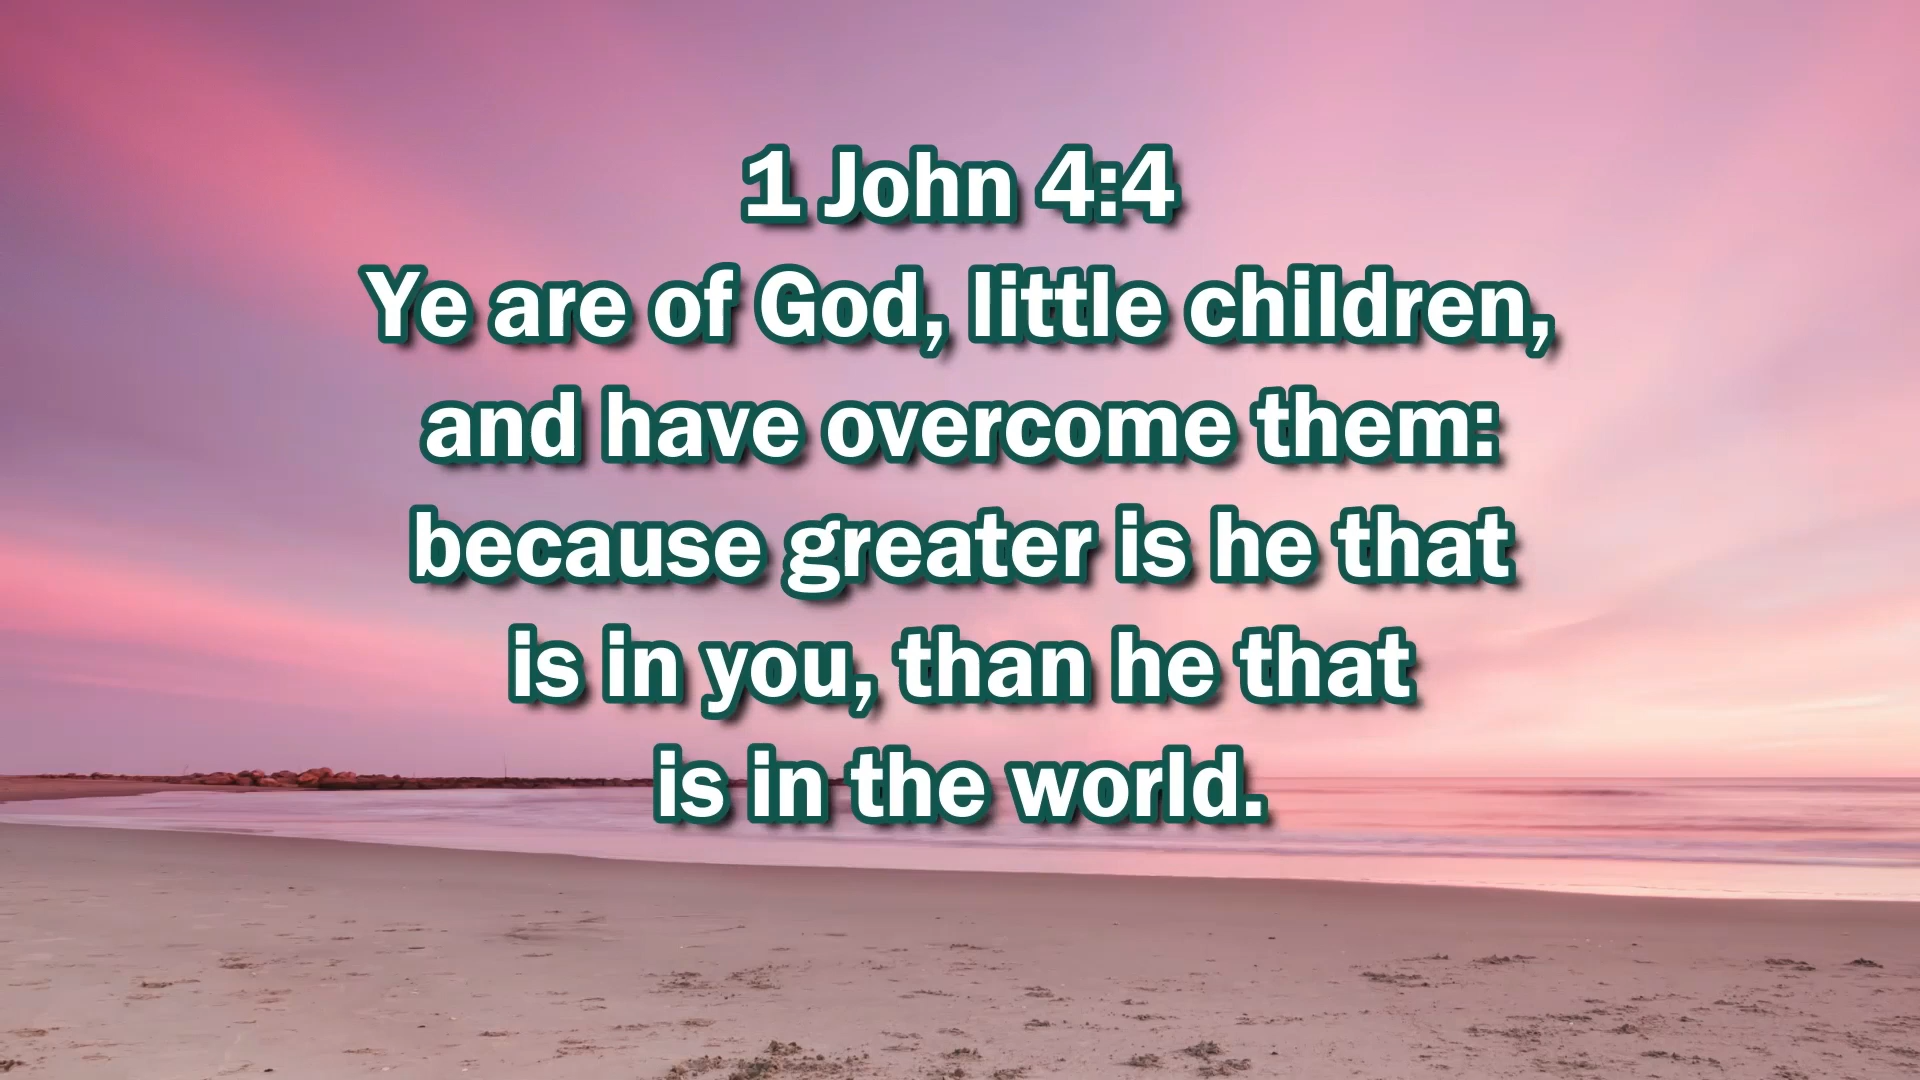 1 John 4:4
Ye are of God, little children,
and have overcome them:
because greater is he that
is in you, than he that
is in the world.